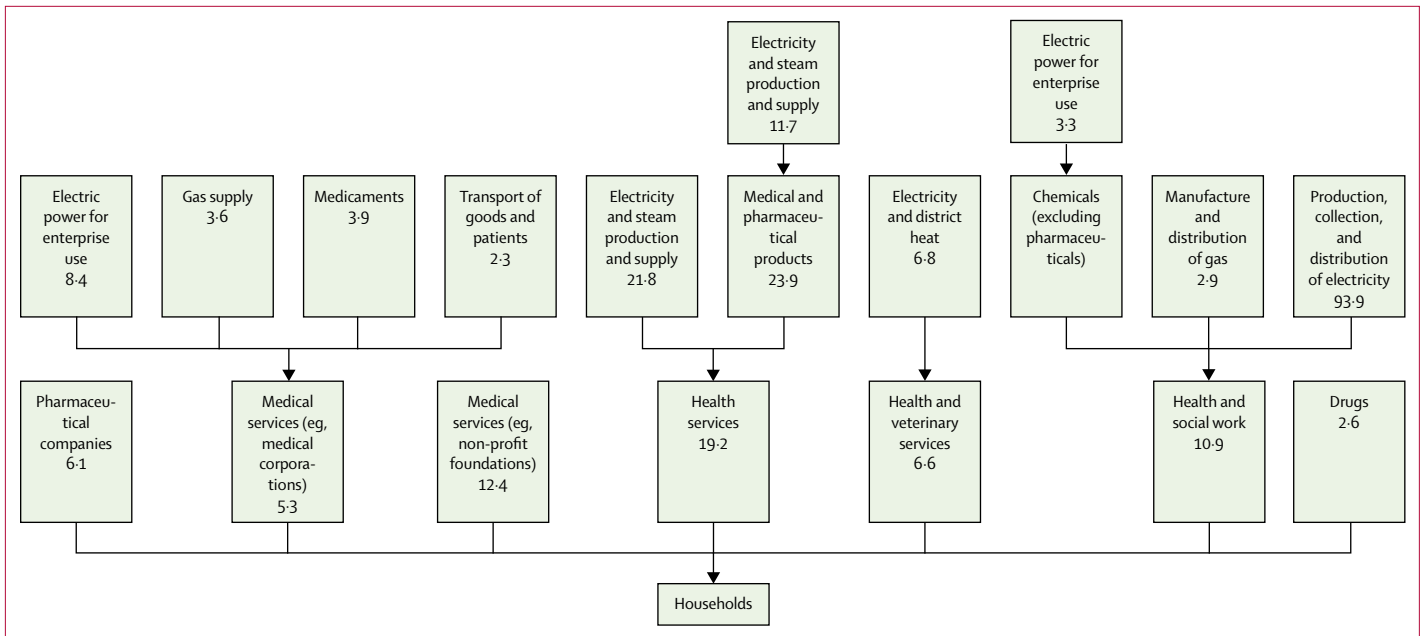 Electricity
and steam
production
and supply
11·7
Electric
power for
enterprise
use
3·3
Electric
power for
enterprise
use
8·4
Gas supply
3·6
Medicaments
3·9
Transport of
goods and
patients
2·3
Electricity
and steam
production
and supply
21·8
Medical and
pharmaceu-
tical
products
23·9
Electricity
and district
heat
6·8
Chemicals
(excluding
pharmaceu-
ticals)
Manufacture
and
distribution
of gas
2·9
Production,
collection,
and
distribution
of electricity
93·9
Pharmaceu-
tical
companies
6·1
Medical
services (eg,
medical
corpora-
tions)
5·3
Medical
services (eg,
non-profit
foundations)
12·4
Health
services
19·2
Health and
veterinary
services
6·6
Health and
social work
10·9
Drugs
2·6
Households